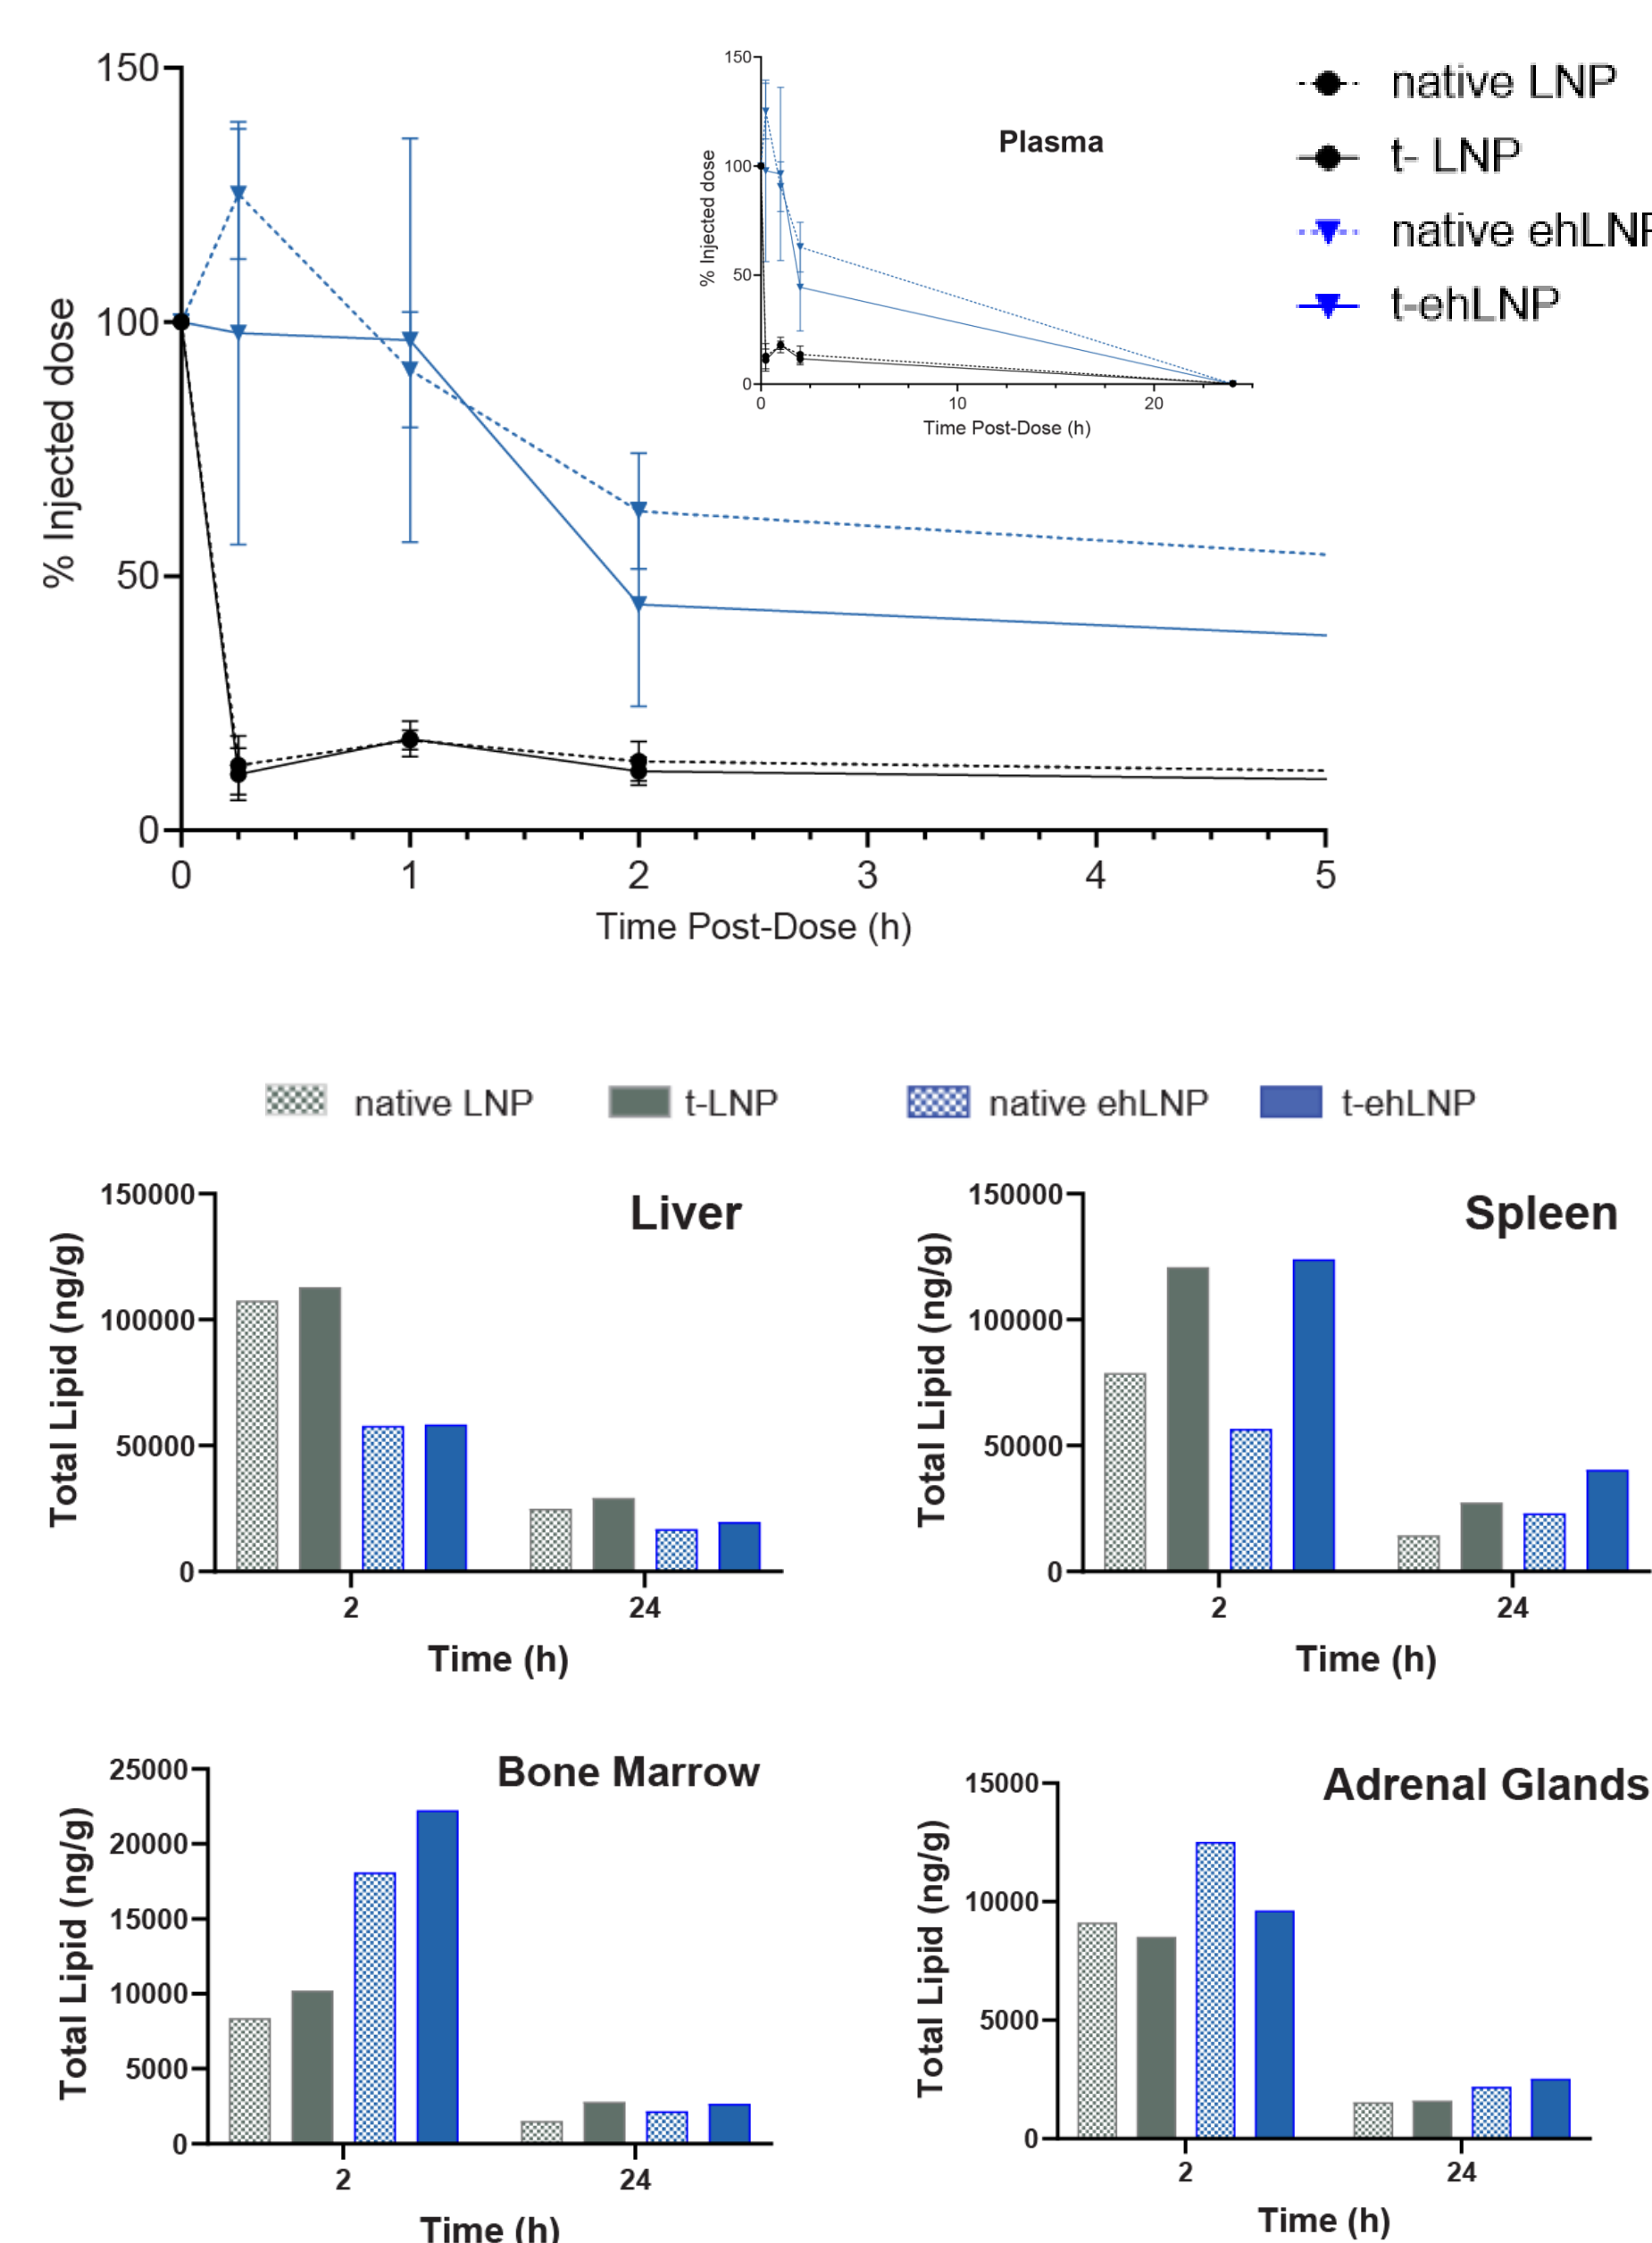 150
100
50
0
% Injected dose
0 1 2 3 4 5
Time Post-Dose (h)
150
100
50
0
% Injected dose
Plasma
0 10 20
Time Post-Dose (h)
native LNP
t- LNP
native ehLNP
t-ehLNP
native LNP t-LNP native ehLNP t-ehLNP
Liver
150000
100000
50000
0
Total Lipid (ng/g)
2 24
Time (h)
Spleen
150000
100000
50000
0
Total Lipid (ng/g)
2 24
Time (h)
Bone Marrow
25000
20000
15000
10000
5000
0
Total Lipid (ng/g)
2 24
Time (h)
Adrenal Glands
15000
10000
5000
0
Total Lipid (ng/g)
2 24
Time (h)